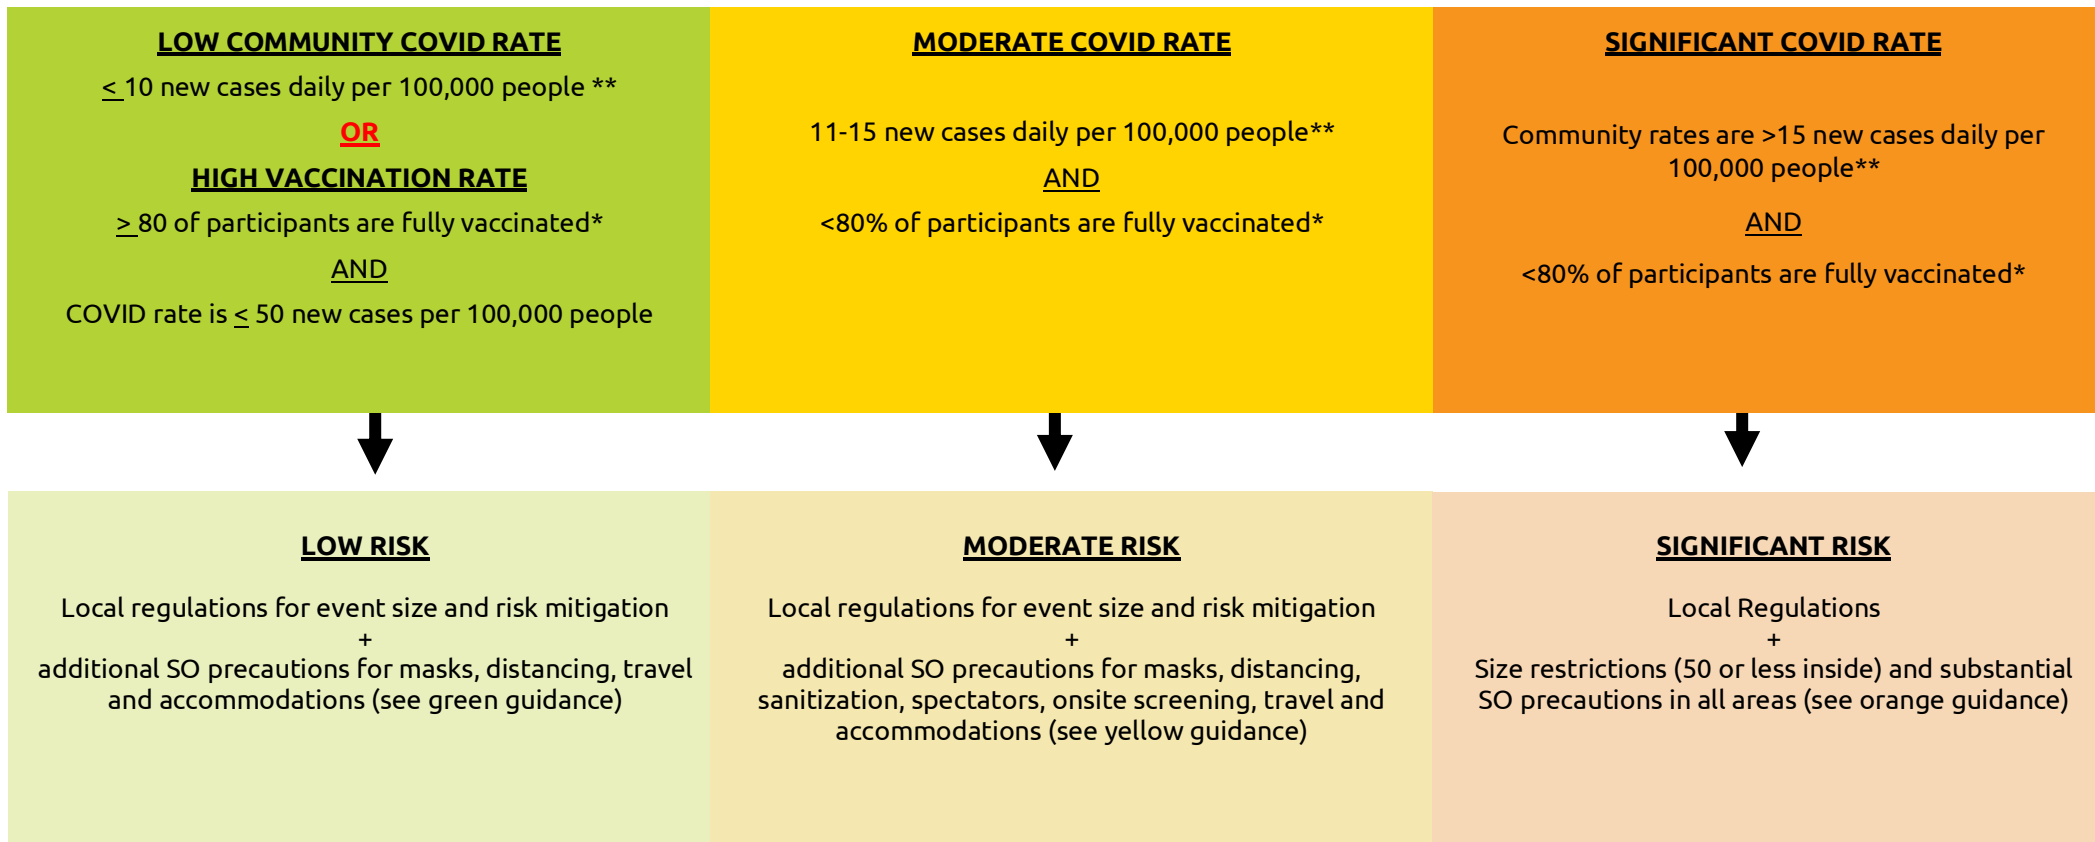 LOW COMMUNITY COVID RATE
< 10 new cases daily per 100,000 people **
OR
HIGH VACCINATION RATE
> 80 of participants are fully vaccinated*
AND
COVID rate is < 50 new cases per 100,000 people
MODERATE COVID RATE
11-15 new cases daily per 100,000 people**
AND
<80% of participants are fully vaccinated*
SIGNIFICANT COVID RATE
Community rates are >15 new cases daily per
100,000 people**
AND
<80% of participants are fully vaccinated*
LOW RISK
Local regulations for event size and risk mitigation
+
additional SO precautions for masks, distancing, travel
and accommodations (see green guidance)
MODERATE RISK
Local regulations for event size and risk mitigation
+
additional SO precautions for masks, distancing,
sanitization, spectators, onsite screening, travel and
accommodations (see yellow guidance)
SIGNIFICANT RISK
Local Regulations
+
Size restrictions (50 or less inside) and substantial
SO precautions in all areas (see orange guidance)